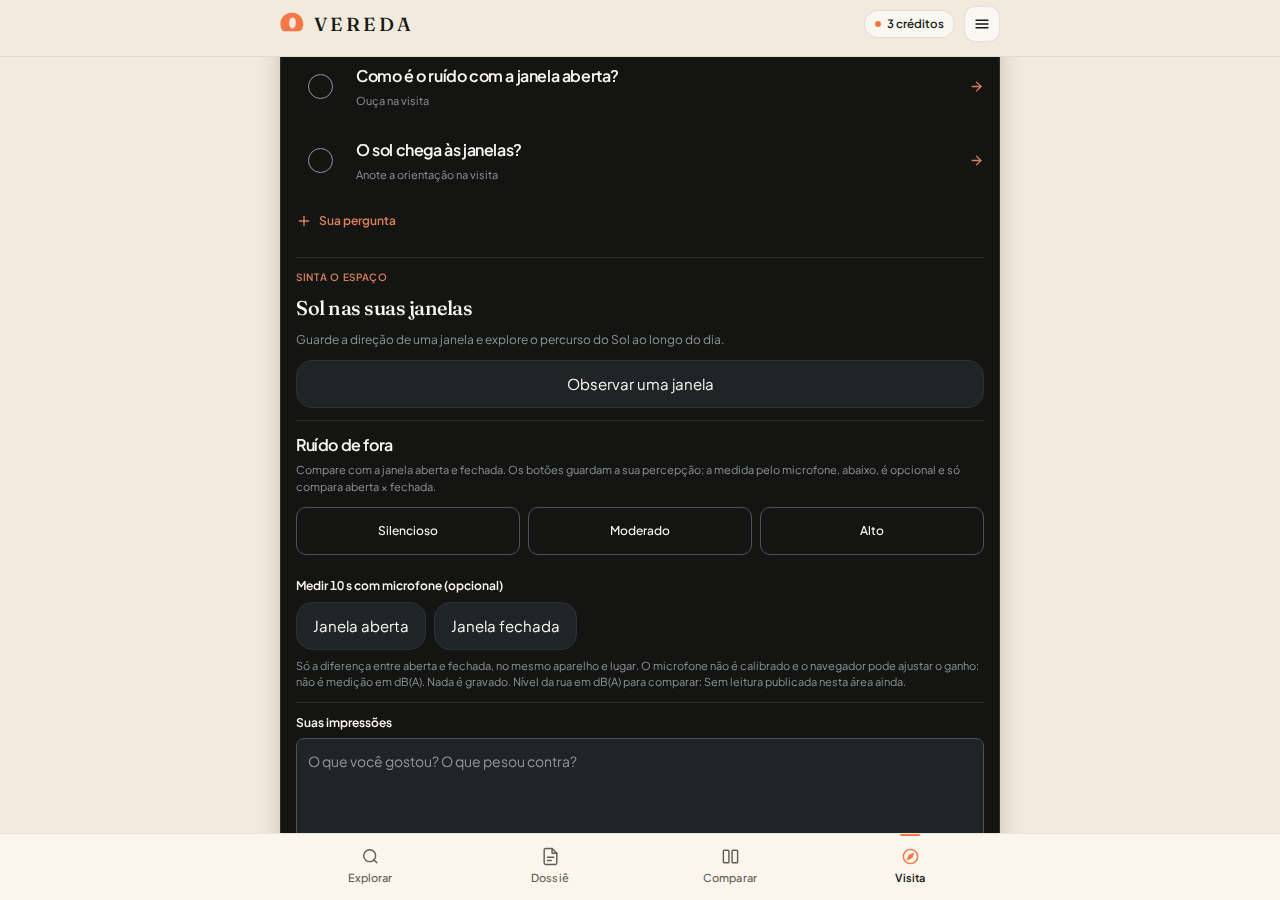 VEREDA
3 créditos
Como é o ruído com a janela aberta?
Ouça na visita
O sol chega às janelas?
Anote a orientação na visita
Sua pergunta
SINTA O ESPAÇO
Sol nas suas janelas
Guarde a direção de uma janela e explore o percurso do Sol ao longo do dia.
Observar uma janela
Ruído de fora
Compare com a janela aberta e fechada. Os botões guardam a sua percepção; a medida pelo microfone, abaixo, é opcional e só
compara aberta × fechada.
Silencioso
Moderado
Alto
Medir 10 s com microfone (opcional)
Janela aberta
Janela fechada
Só a diferença entre aberta e fechada, no mesmo aparelho e lugar. O microfone não é calibrado e o navegador pode ajustar o ganho:
não é medição em dB(A). Nada é gravado. Nível da rua em dB(A) para comparar: Sem leitura publicada nesta área ainda.
Suas impressões
O que você gostou? O que pesou contra?
Explorar
Dossiê
Comparar
Visita